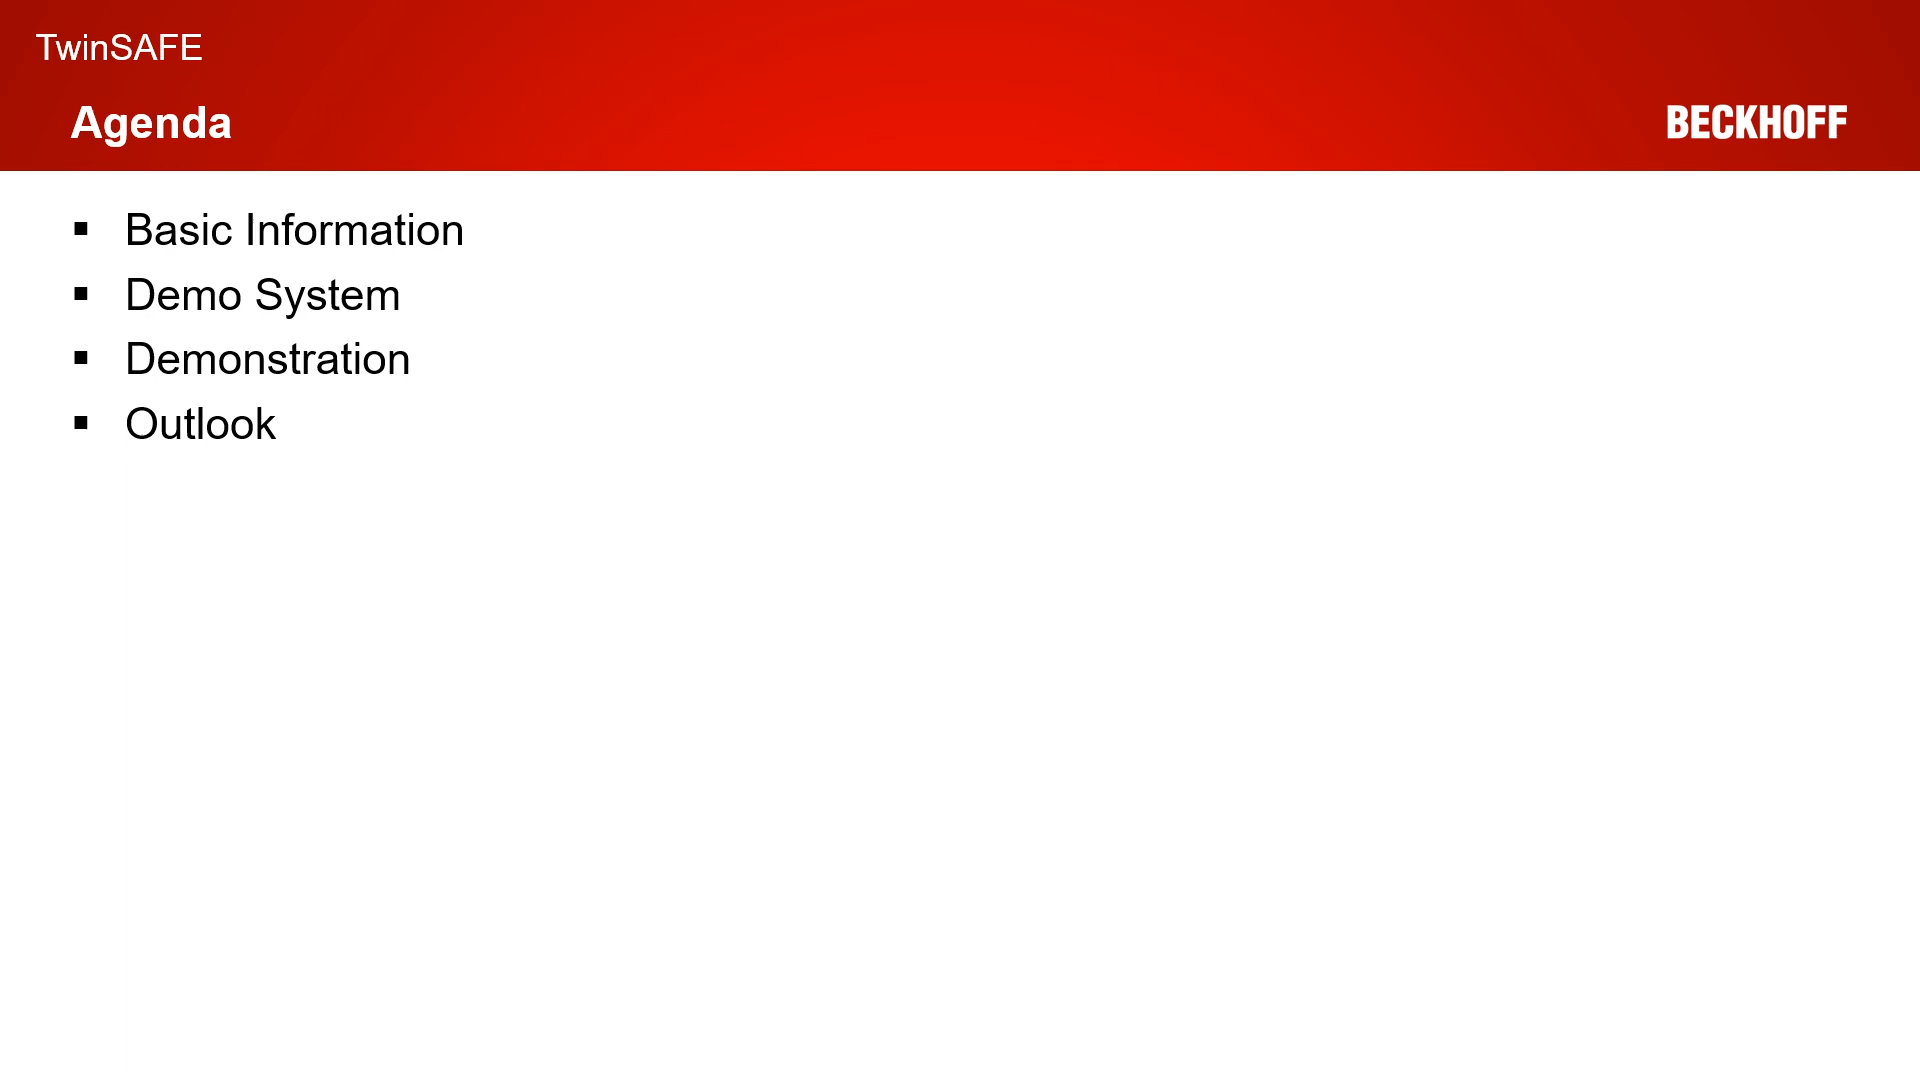 TwinSAFE
Agenda
BECKHOFF
▪ Basic Information
▪ Demo System
▪ Demonstration
▪ Outlook